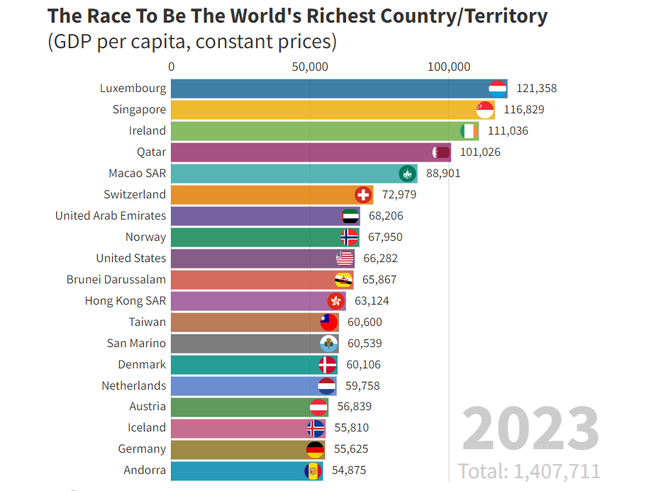 The Race To Be The World's Richest Country/Territory
(GDP per capita, constant prices)
0 50,000 100,000
Luxembourg 121,358
Singapore 116,829
Ireland 111,036
Qatar 101,026
Macao SAR 88,901
Switzerland 72,979
United Arab Emirates 68,206
Norway 67,950
United States 66,282
Brunei Darussalam 65,867
Hong Kong SAR 63,124
Taiwan 60,600
San Marino 60,539
Denmark 60,106
Netherlands 59,758
Austria 56,839
Iceland 55,810
Germany 55,625
Andorra 54,875
2023
Total: 1,407,711